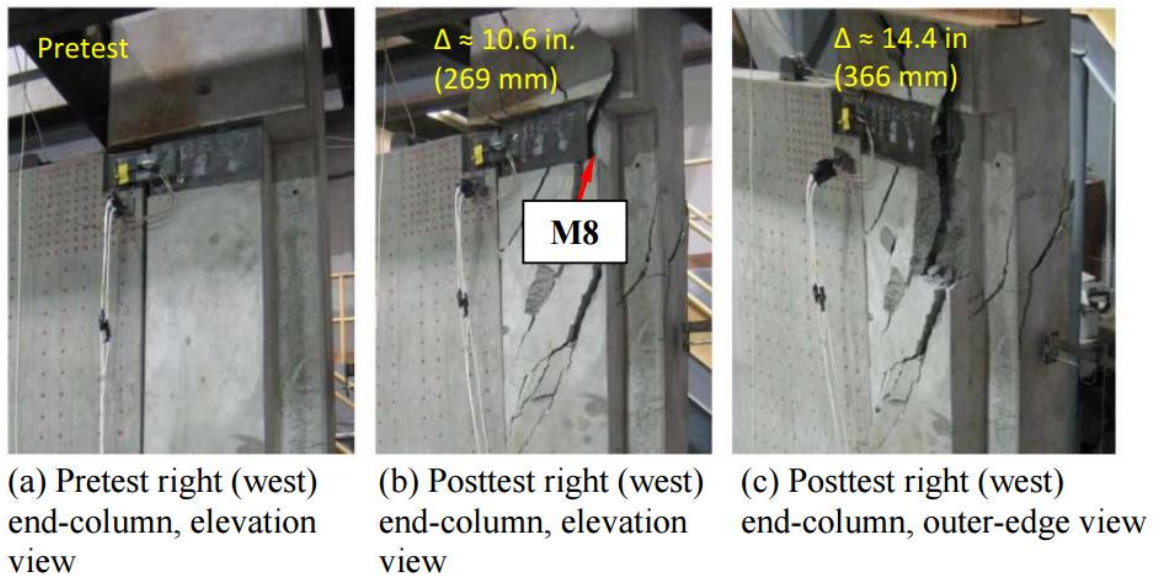 Pretest
Δ ≈ 10.6 in.
(269 mm)
Δ ≈ 14.4 in
(366 mm)
M8
(a) Pretest right (west)
end-column, elevation
view
(b) Posttest right (west)
end-column, elevation
view
(c) Posttest right (west)
end-column, outer-edge view